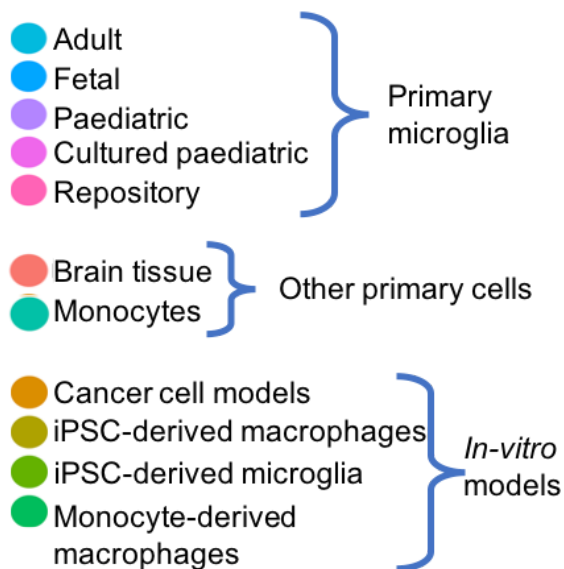 Adult
Fetal
Paediatric
Cultured paediatric
Repository
Primary
microglia
Brain tissue
Monocytes
Other primary cells
Cancer cell models
iPSC-derived macrophages
iPSC-derived microglia
Monocyte-derived
macrophages
In-vitro
models